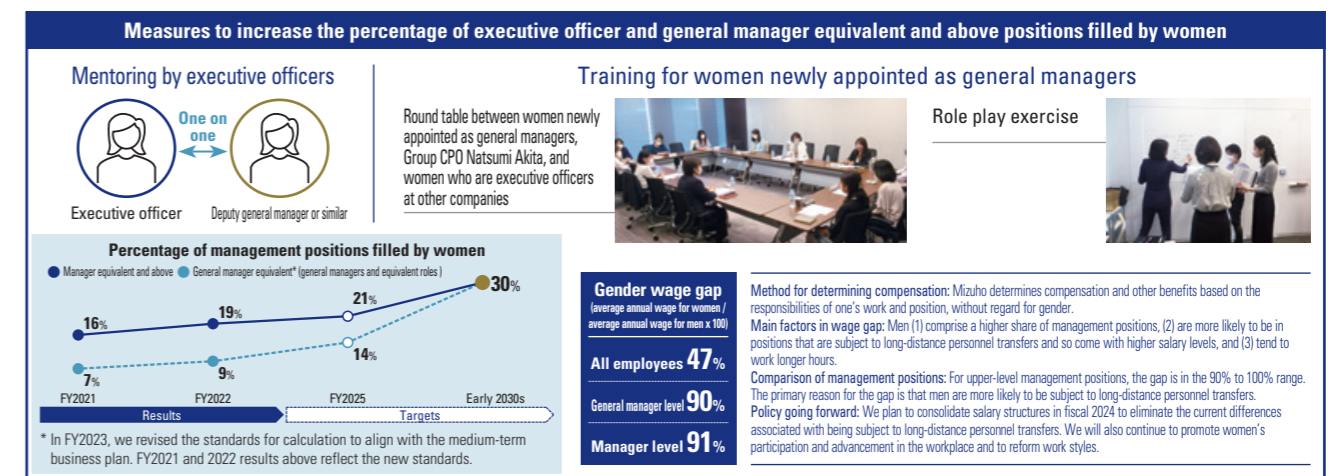 Measures to increase the percentage of executive officer and general manager equivalent and above positions filled by women
Mentoring by executive officers
One on
one
Executive officer
Deputy general manager or similar
Training for women newly appointed as general managers
Round table between women newly
appointed as general managers,
Group CPO Natsumi Akita, and
women who are executive officers
at other companies
Role play exercise
Percentage of management positions filled by women
Manager equivalent and above
General manager equivalent* (general managers and equivalent roles )
16%
19%
21%
30%
7%
9%
14%
FY2021
FY2022
FY2025
Early 2030s
Results
Targets
* In FY2023, we revised the standards for calculation to align with the medium-term
business plan. FY2021 and 2022 results above reflect the new standards.
Gender wage gap
(average annual wage for women /
average annual wage for men x 100)
All employees 47%
General manager level 90%
Manager level 91%
Method for determining compensation: Mizuho determines compensation and other benefits based on the
responsibilities of one's work and position, without regard for gender.
Main factors in wage gap: Men (1) comprise a higher share of management positions, (2) are more likely to be in
positions that are subject to long-distance personnel transfers and so come with higher salary levels, and (3) tend to
work longer hours.
Comparison of management positions: For upper-level management positions, the gap is in the 90% to 100% range.
The primary reason for the gap is that men are more likely to be subject to long-distance personnel transfers.
Policy going forward: We plan to consolidate salary structures in fiscal 2024 to eliminate the current differences
associated with being subject to long-distance personnel transfers. We will also continue to promote women's
participation and advancement in the workplace and to reform work styles.